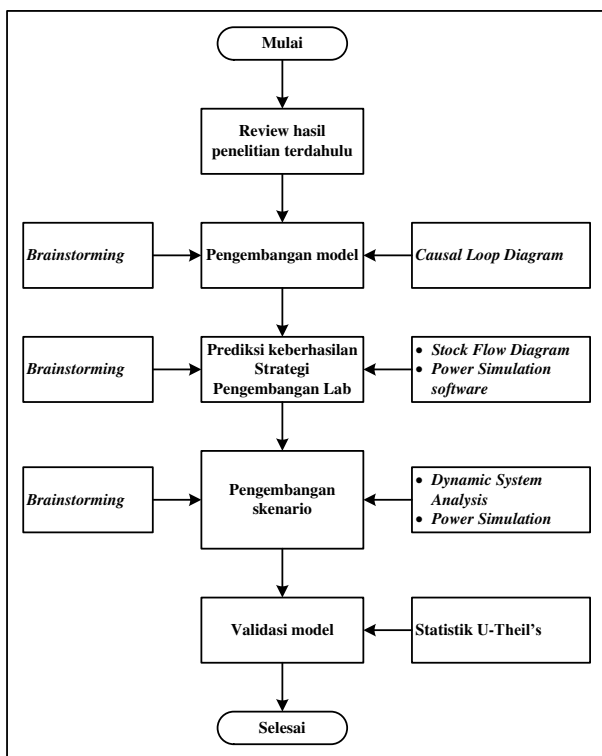 Mulai
Review hasil
penelitian terdahulu
Brainstorming
Pengembangan model
Causal Loop Diagram
Brainstorming
Prediksi keberhasilan
Strategi
Pengembangan Lab
• Stock Flow Diagram
• Power Simulation
software
Brainstorming
Pengembangan
skenario
• Dynamic System
Analysis
• Power Simulation
Validasi model
Statistik U-Theil’s
Selesai